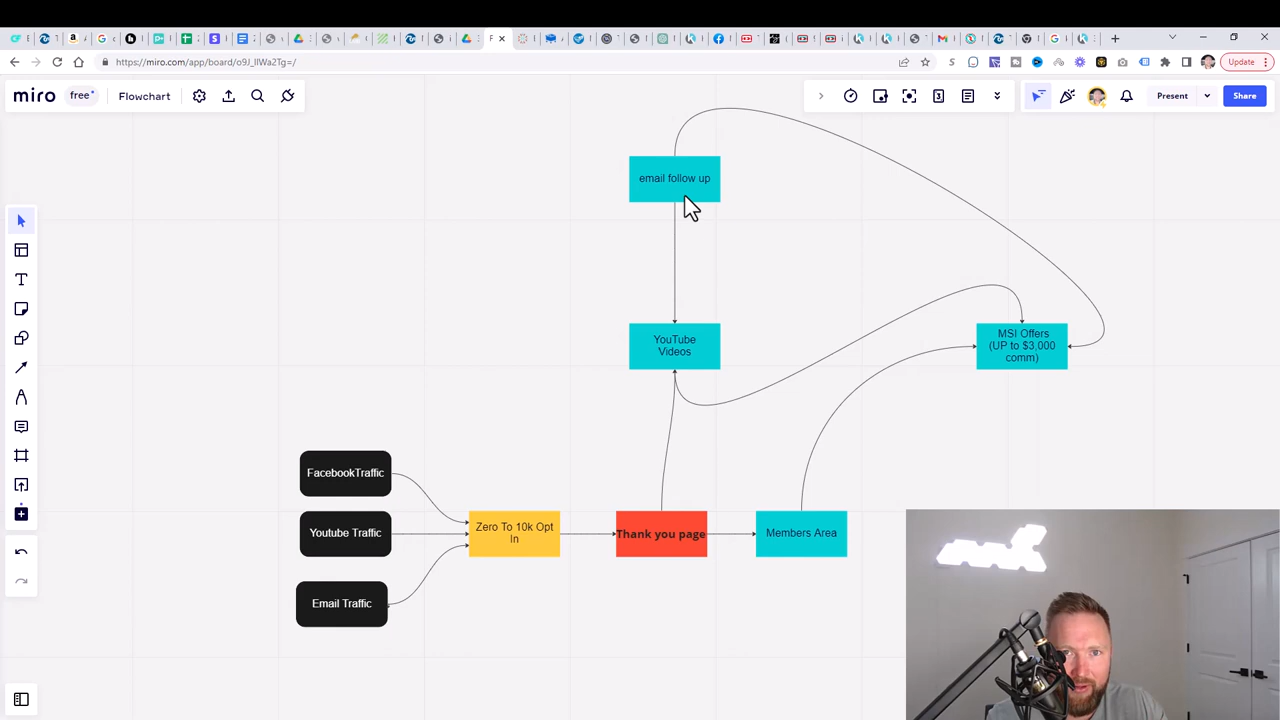 https://miro.com/app/board/o9J_lIWa2Tg=/
Update
miro
free
Flowchart
3
Present
Share
email follow up
YouTube
Videos
MSI Offers
(UP to $3,000
comm)
FacebookTraffic
Youtube Traffic
Email Traffic
Zero To 10k Opt
In
Thank you page
Members Area